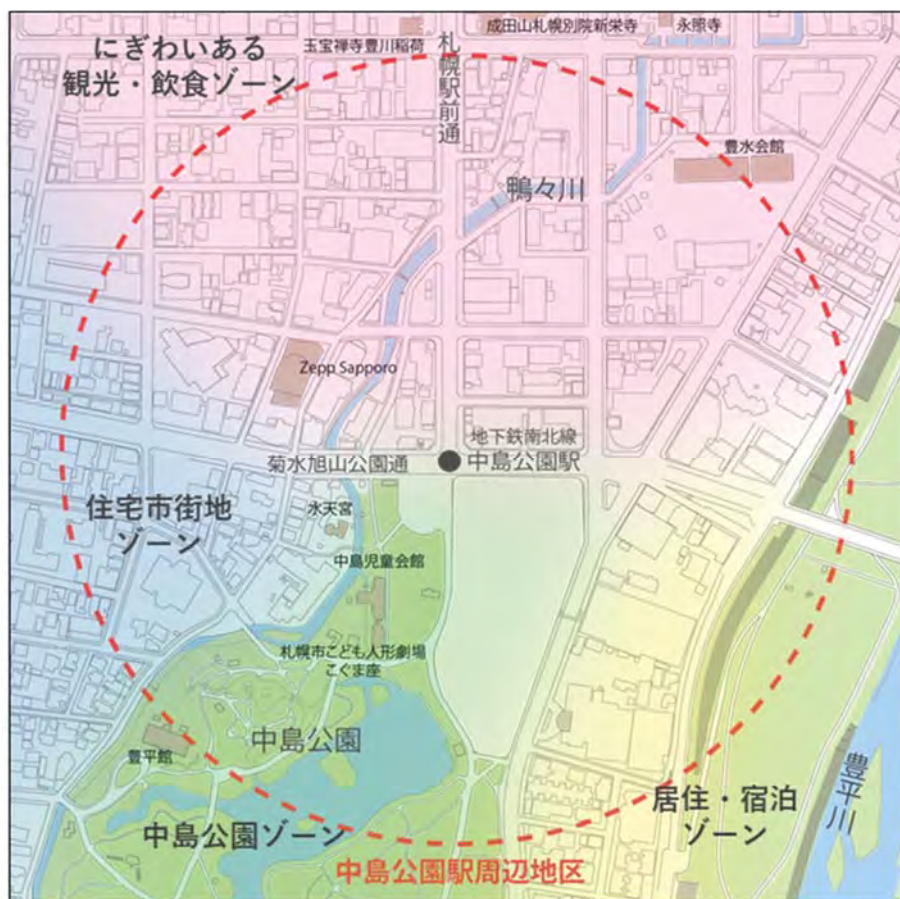 にぎわいある
観光・飲食ゾーン
玉宝禅寺豊川稲荷
札幌駅前通
成田山札幌別院新栄寺
永照寺
豊水会館
鴨々川
Zepp Sapporo
地下鉄南北線
菊水旭山公園通
中島公園駅
住宅市街地
ゾーン
水天宮
中島児童会館
札幌市こども人形劇場
こぐま座
中島公園
豊平館
中島公園ゾーン
居住・宿泊
ゾーン
豊平川
中島公園駅周辺地区